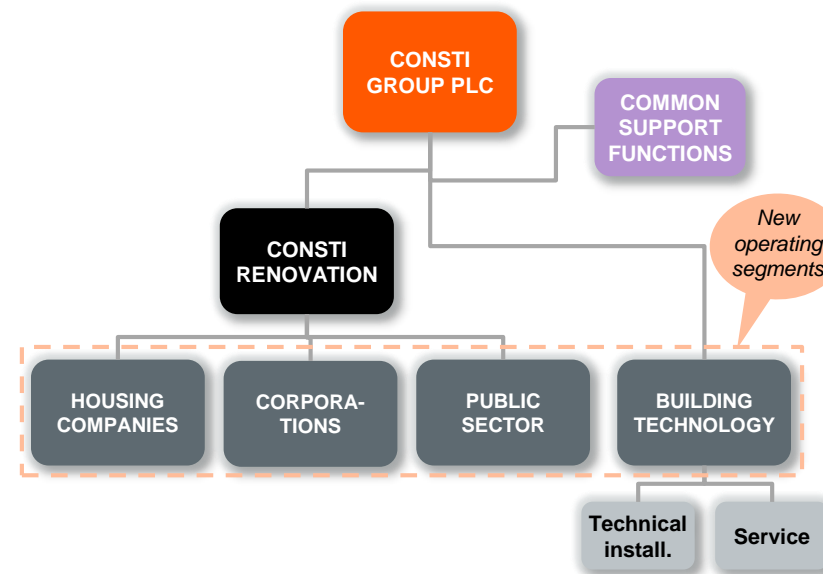 CONSTI
GROUP PLC
COMMON
SUPPORT
FUNCTIONS
New
operating
segments
CONSTI
RENOVATION
HOUSING
COMPANIES
CORPORA-
TIONS
PUBLIC
SECTOR
BUILDING
TECHNOLOGY
Technical
install.
Service